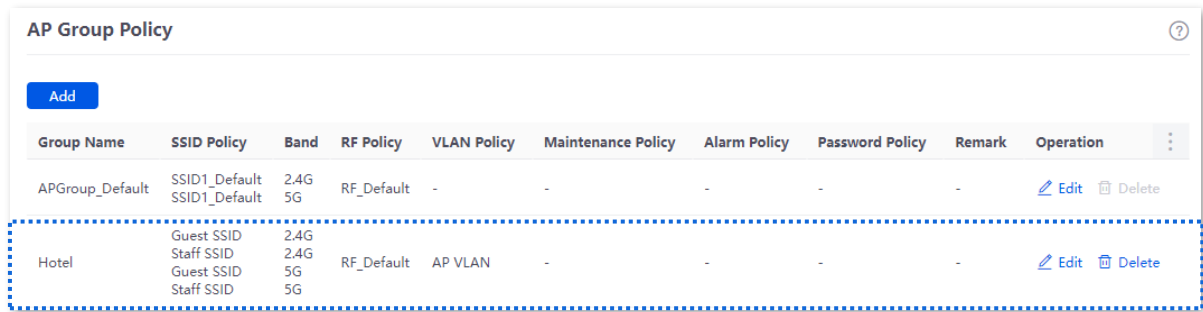 AP Group Policy
?
Add
Group Name SSID Policy Band RF Policy VLAN Policy Maintenance Policy Alarm Policy Password Policy Remark Operation
SSID1_Default 2.4G
APGroup_Default RF_Default - - - - - Edit Delete
SSID1_Default 5G
Guest SSID 2.4G
Staff SSID 2.4G
Hotel RF_Default AP VLAN - - - - Edit Delete
Guest SSID 5G
Staff SSID 5G